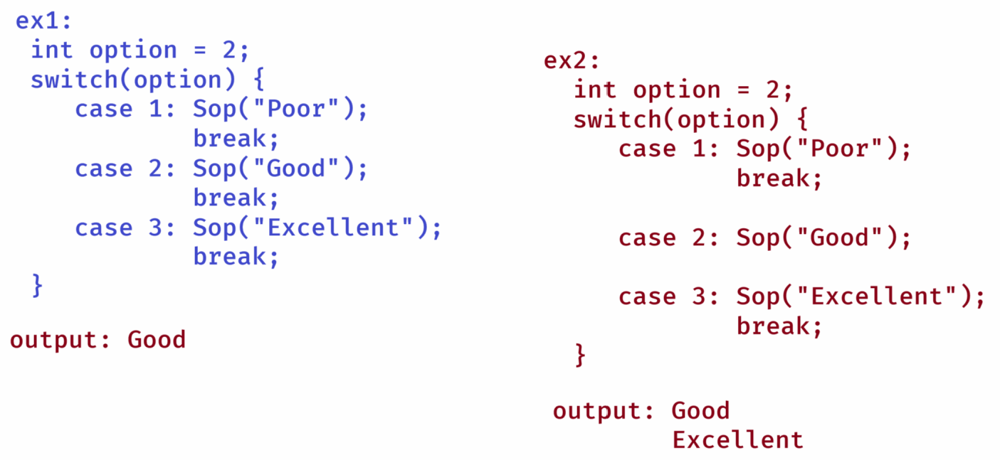 ex1:
int option = 2;
switch(option) {
case 1: Sop("Poor");
break;
case 2: Sop("Good");
break;
case 3: Sop("Excellent");
break;
}
output: Good
ex2:
int option = 2;
switch(option) {
case 1: Sop("Poor");
break;
case 2: Sop("Good");
case 3: Sop("Excellent");
break;
}
output: Good
Excellent